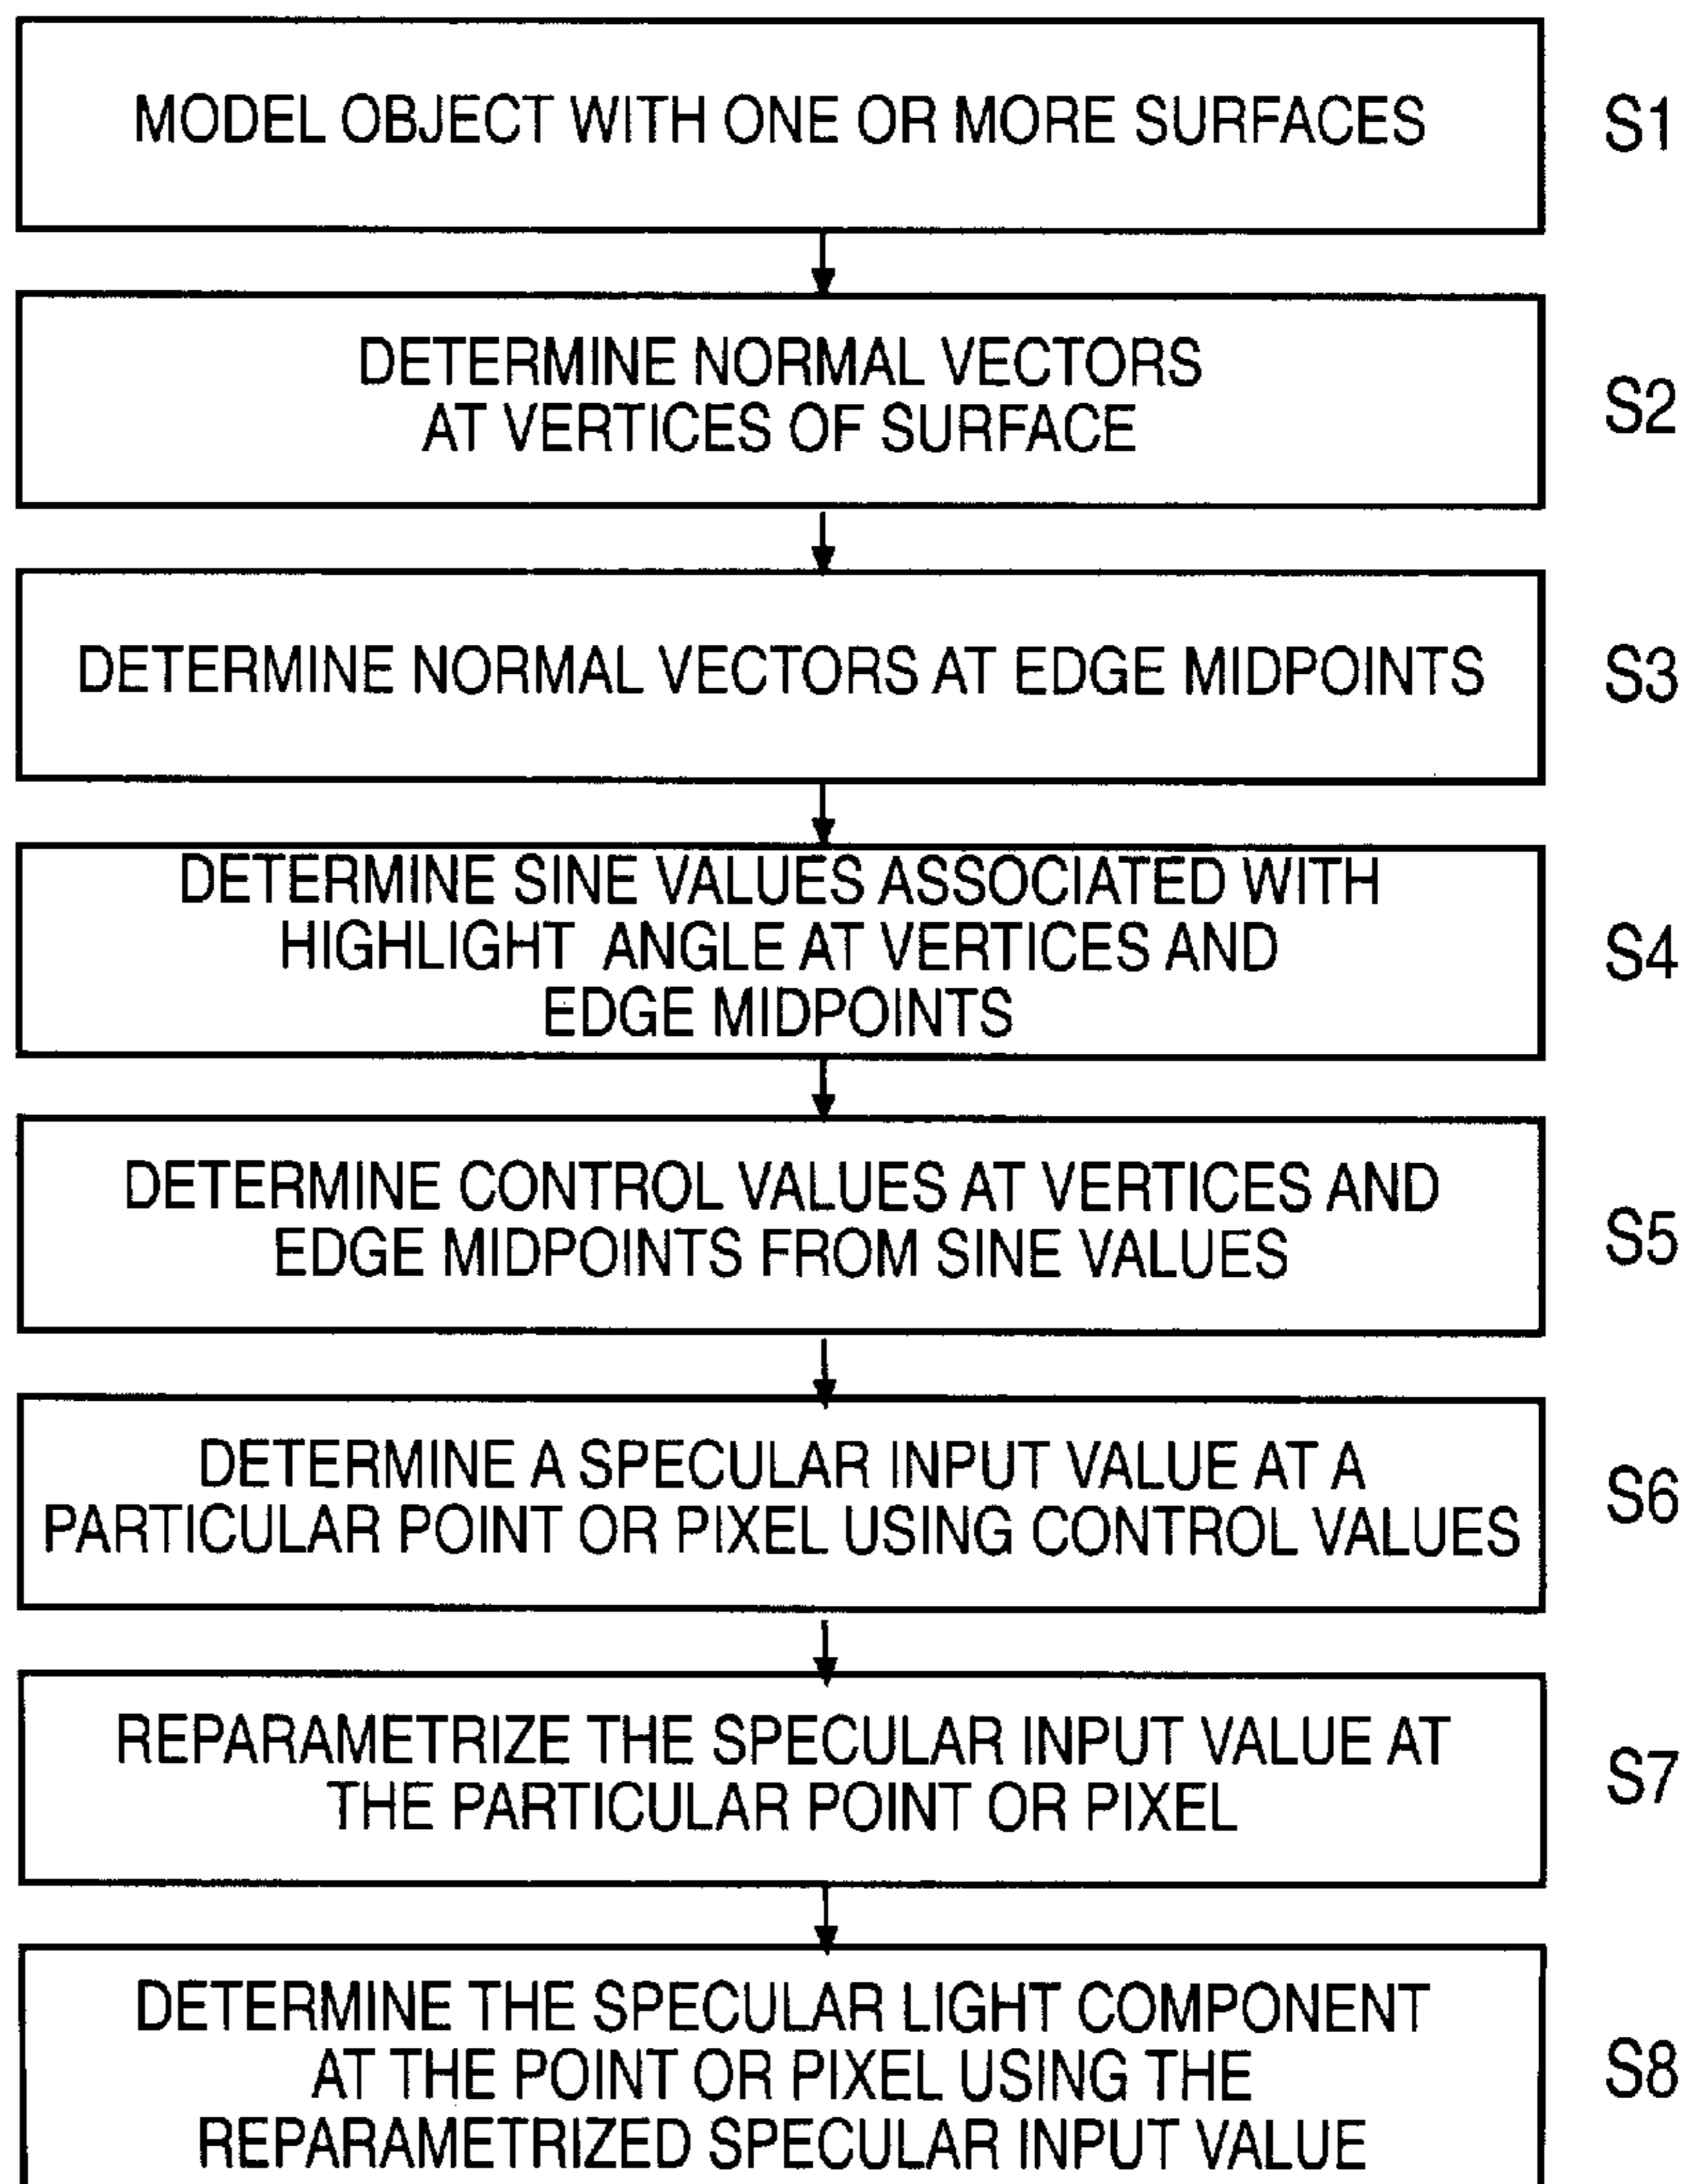 MODEL OBJECT WITH ONE OR MORE SURFACES
S1
DETERMINE NORMAL VECTORS
AT VERTICES OF SURFACE
S2
DETERMINE NORMAL VECTORS AT EDGE MIDPOINTS
S3
DETERMINE SINE VALUES ASSOCIATED WITH
HIGHLIGHT ANGLE AT VERTICES AND
EDGE MIDPOINTS
S4
DETERMINE CONTROL VALUES AT VERTICES AND
EDGE MIDPOINTS FROM SINE VALUES
S5
DETERMINE A SPECULAR INPUT VALUE AT A
PARTICULAR POINT OR PIXEL USING CONTROL VALUES
S6
REPARAMETRIZE THE SPECULAR INPUT VALUE AT
THE PARTICULAR POINT OR PIXEL
S7
DETERMINE THE SPECULAR LIGHT COMPONENT
AT THE POINT OR PIXEL USING THE
REPARAMETRIZED SPECULAR INPUT VALUE
S8